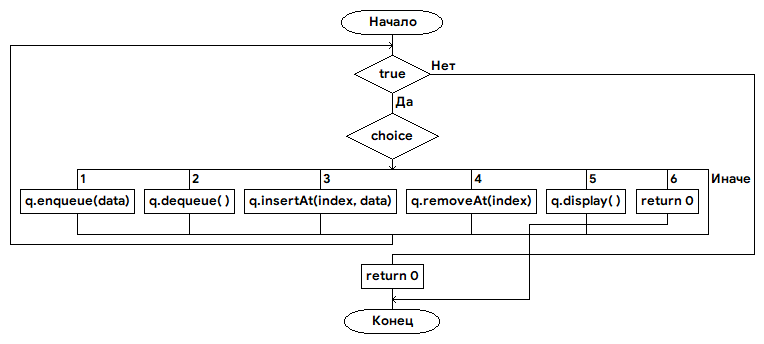 Начало
true
Нет
Да
choice
1
2
3
4
5
6
Иначе
q.enqueue(data)
q.dequeue( )
q.insertAt(index, data)
q.removeAt(index)
q.display( )
return 0
return 0
Конец